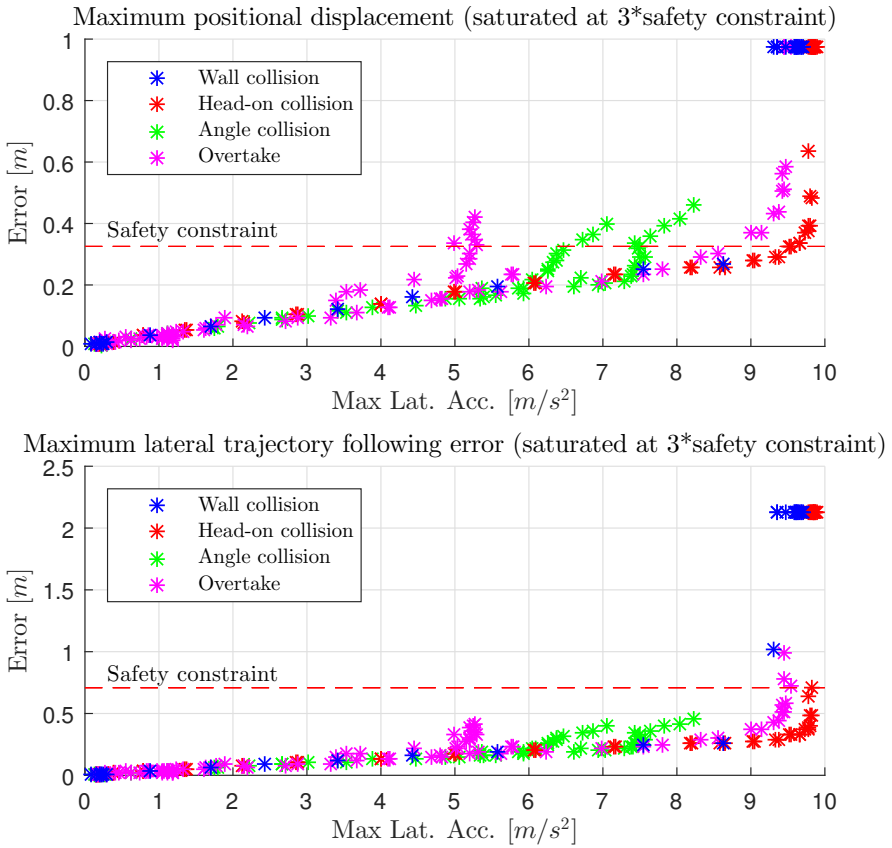 Maximum positional displacement (saturated at 3*safety constraint)
1
0.8
0.6
0.4
0.2
0
Error [m]
Wall collision
Head-on collision
Angle collision
Overtake
Safety constraint
0 1 2 3 4 5 6 7 8 9 10
Max Lat. Acc. [m/s²]
Maximum lateral trajectory following error (saturated at 3*safety constraint)
2.5
2
1.5
1
0.5
0
Error [m]
Wall collision
Head-on collision
Angle collision
Overtake
Safety constraint
0 1 2 3 4 5 6 7 8 9 10
Max Lat. Acc. [m/s²]